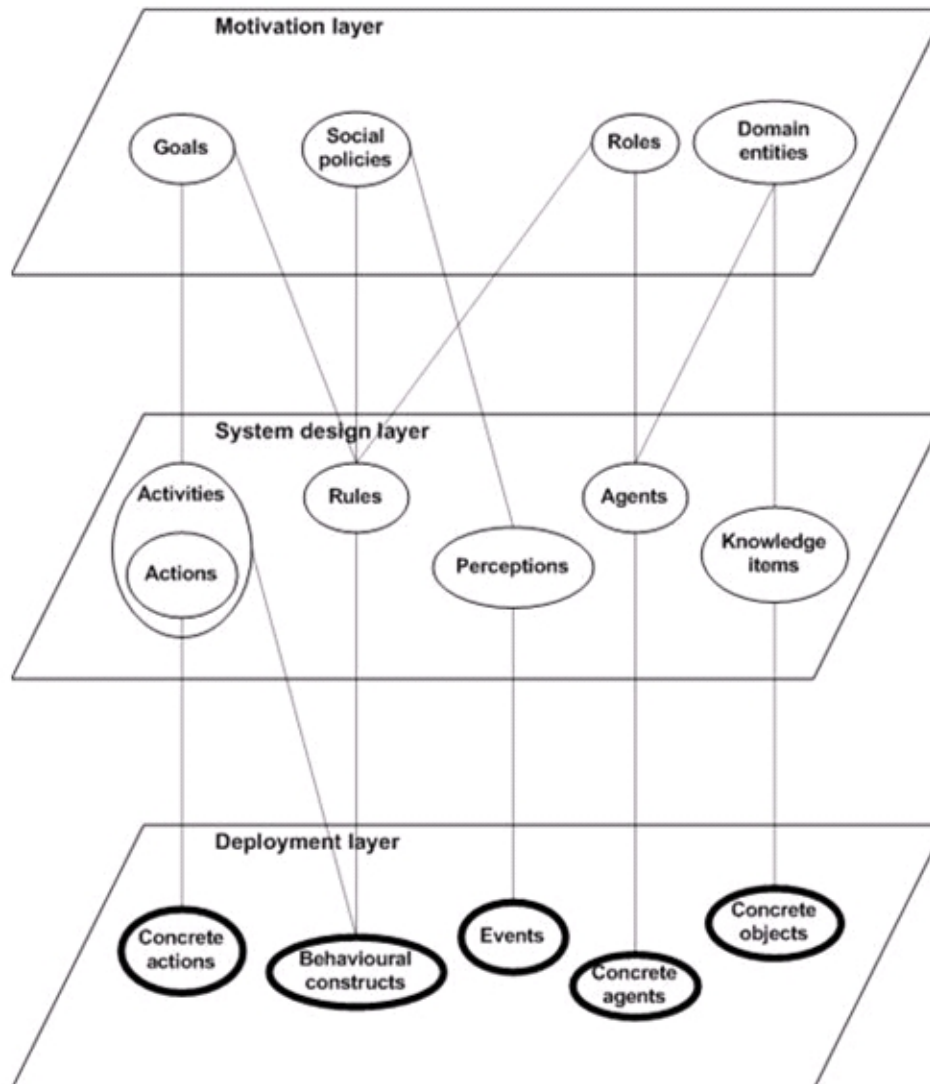 Motivation layer
Goals
Social
policies
Roles
Domain
entities
System design layer
Activities
Actions
Rules
Perceptions
Agents
Knowledge
items
Deployment layer
Concrete
actions
Behavioural
constructs
Events
Concrete
agents
Concrete
objects